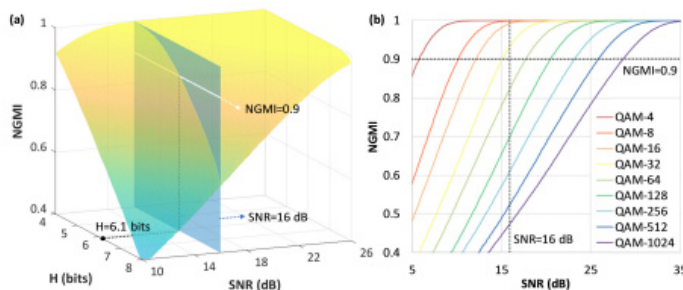 (a)
1
0.8
0.6
0.4
NGMI
NGMI=0.9
H=6.1 bits
SNR=16 dB
4
5
6
7
8
H (bits)
10
14
18
22
26
SNR (dB)
(b)
1
0.9
0.8
0.7
0.6
0.5
0.4
NGMI
NGMI=0.9
QAM-4
QAM-8
QAM-16
QAM-32
QAM-64
QAM-128
QAM-256
QAM-512
QAM-1024
SNR=16 dB
5
15
25
35
SNR (dB)